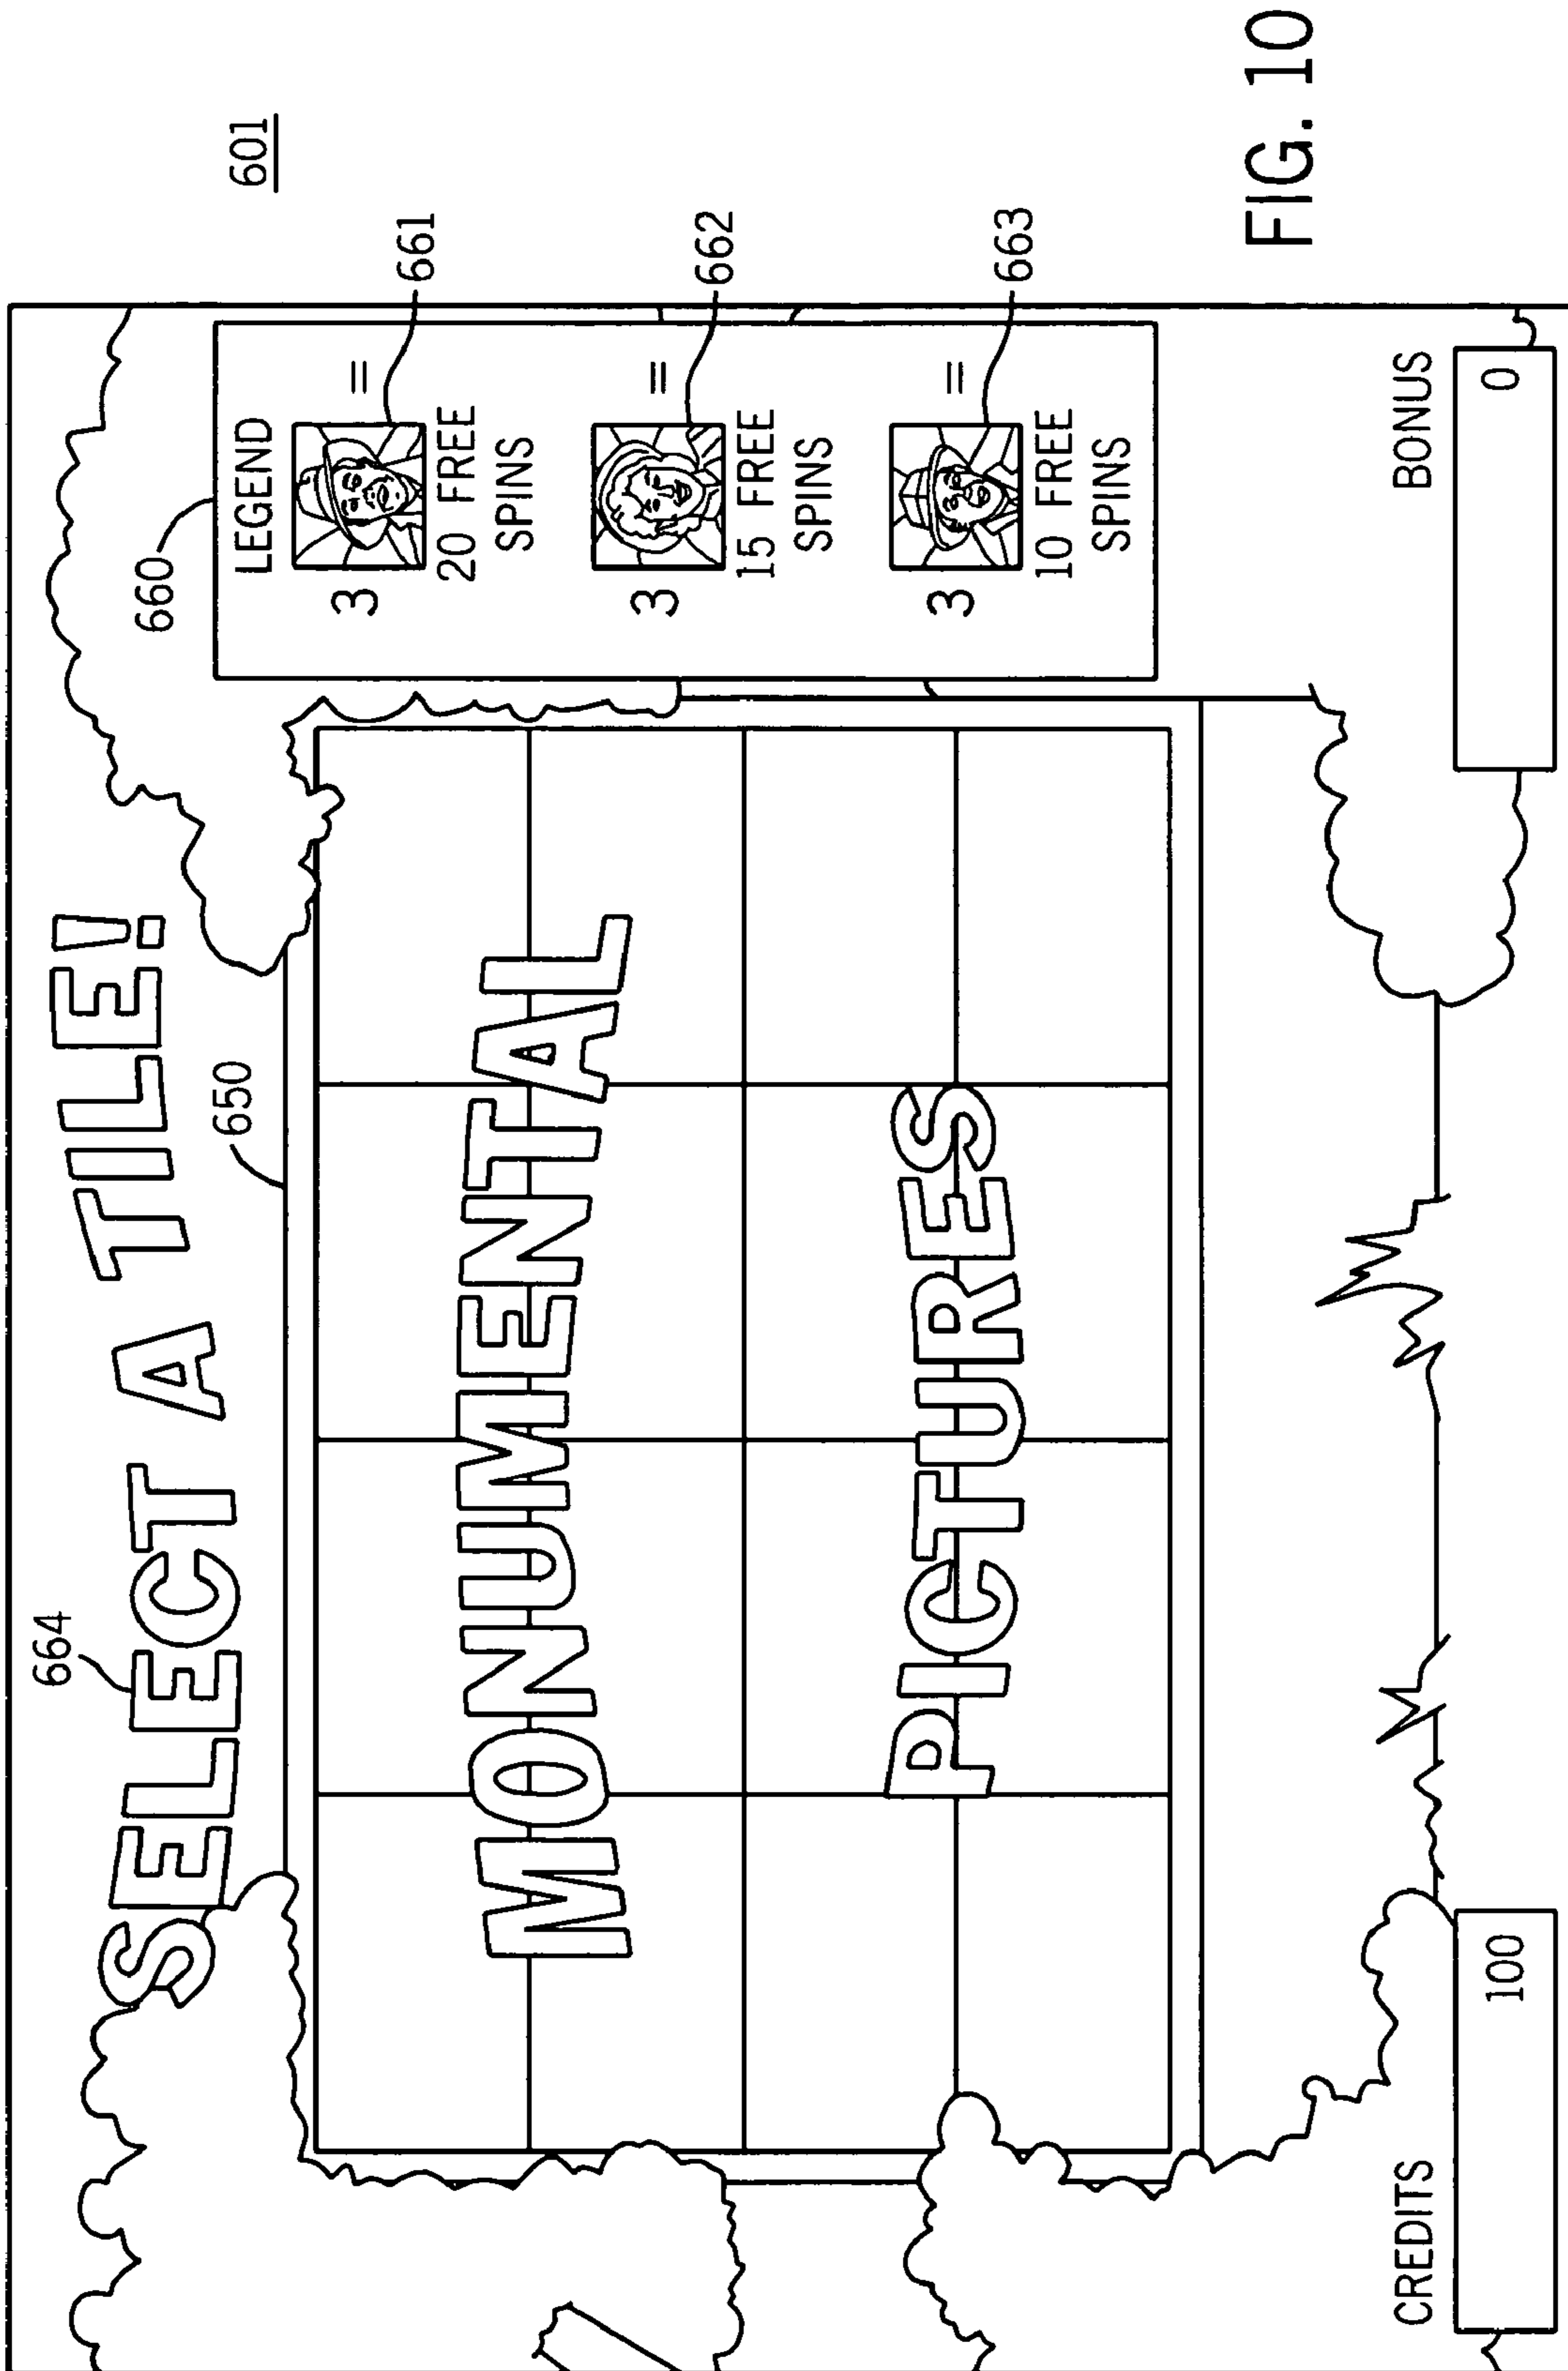 664
SELECT A TILE!
650
660
601
LEGEND
3 =
661
20 FREE
SPINS
3 =
662
15 FREE
SPINS
3 =
663
10 FREE
SPINS
MONUMENTAL
PICTURES
CREDITS
100
BONUS
0
FIG. 10